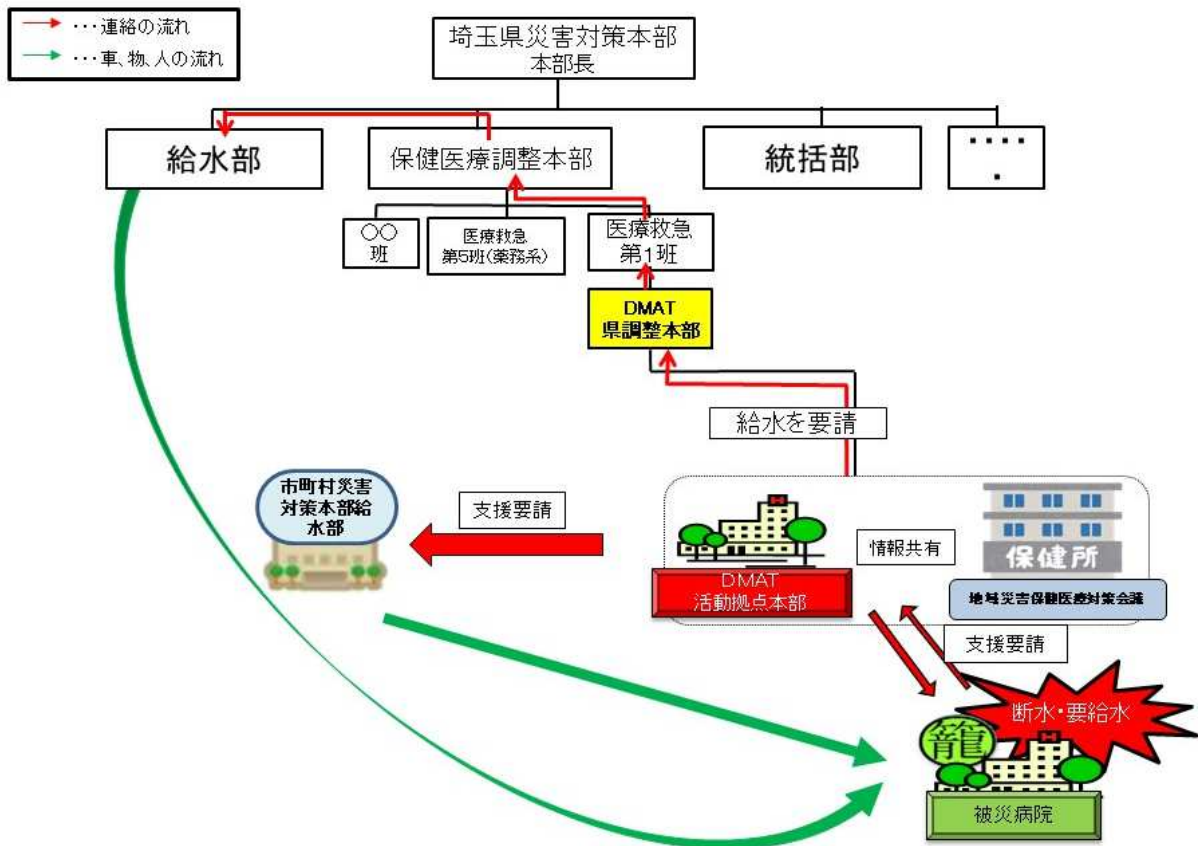 ・・・連絡の流れ
・・・車、物、人の流れ
埼玉県災害対策本部
本部長
給水部
保健医療調整本部
統括部
・・・・
・
〇〇
班
医療救急
第5班(薬務系)
医療救急
第1班
DMAT
県調整本部
給水を要請
市町村災害
対策本部給
水部
支援要請
情報共有
保健所
DMAT
活動拠点本部
地域災害保健医療対策会議
支援要請
断水・要給水
籠
被災病院